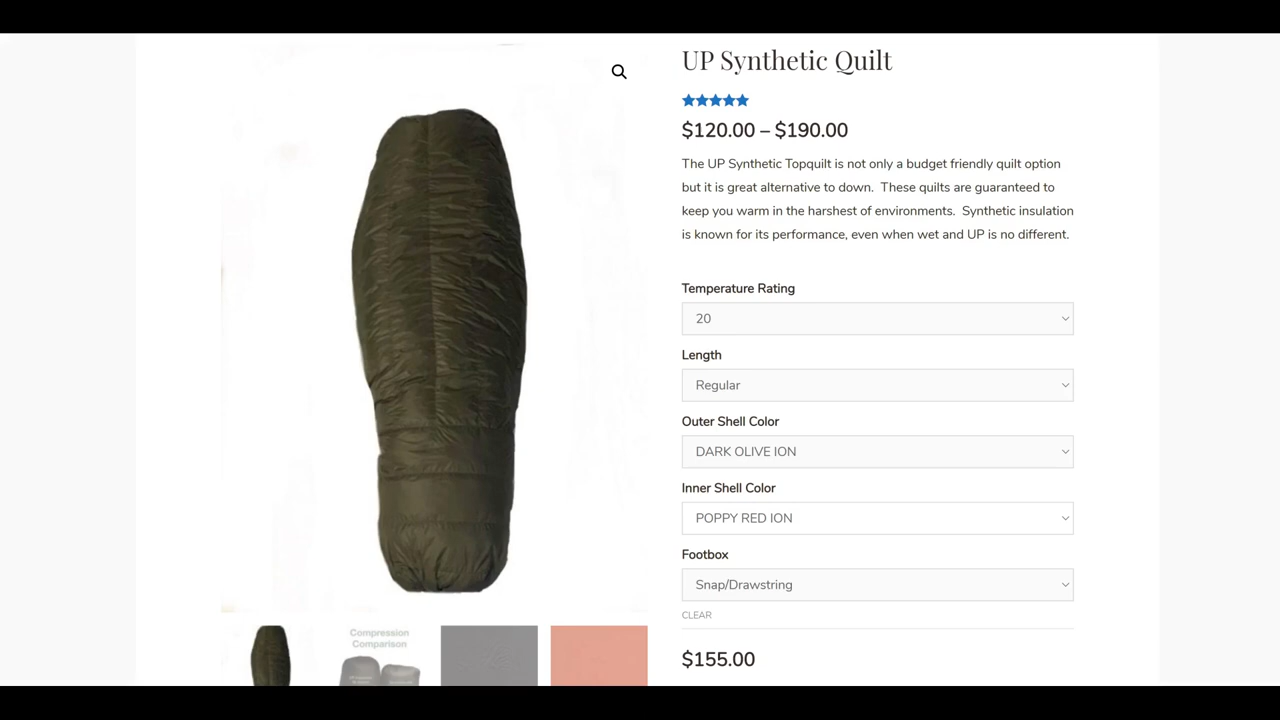 UP Synthetic Quilt
$120.00 – $190.00
The UP Synthetic Topquilt is not only a budget friendly quilt option
but it is great alternative to down. These quilts are guaranteed to
keep you warm in the harshest of environments. Synthetic insulation
is known for its performance, even when wet and UP is no different.
Temperature Rating
20
Length
Regular
Outer Shell Color
DARK OLIVE ION
Inner Shell Color
POPPY RED ION
Footbox
Snap/Drawstring
CLEAR
$155.00
Compression
Comparison